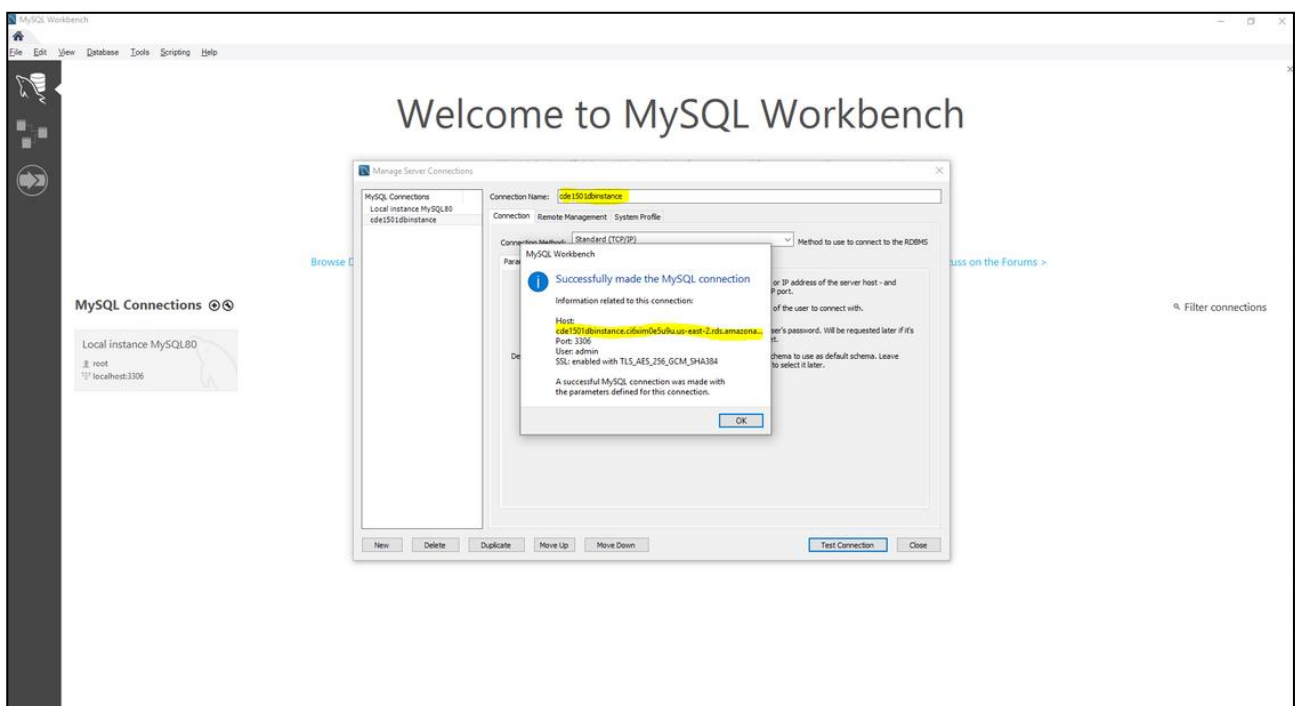 MySQL Workbench
File Edit View Database Tools Scripting Help
Welcome to MySQL Workbench
Manage Server Connections
MySQL Connections
Local instance MySQL80
cde1501dbinstance
Connection Name: cde1501dbinstance
Connection Remote Management System Profile
Connection Method: Standard (TCP/IP) Method to use to connect to the RDBMS
MySQL Workbench
Successfully made the MySQL connection
Information related to this connection:
Host:
cde1501dbinstance.ci6xim0e5u9u.us-east-2.rds.amazona...
Port: 3306
User: admin
SSL: enabled with TLS_AES_256_GCM_SHA384
A successful MySQL connection was made with
the parameters defined for this connection.
OK
or IP address of the server host - and
P port.
of the user to connect with.
ser's password. Will be requested later if it's
et.
chema to use as default schema. Leave
to select it later.
New Delete Duplicate Move Up Move Down Test Connection Close
Browse D
uss on the Forums >
MySQL Connections
Filter connections
Local instance MySQL80
root
localhost:3306